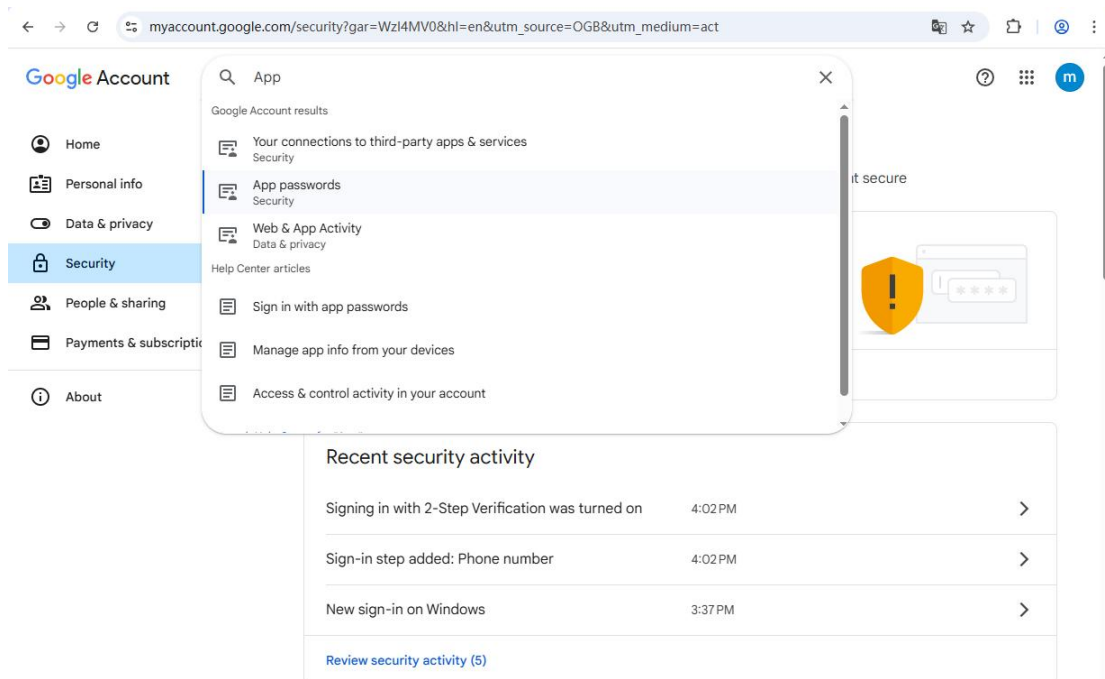 myaccount.google.com/security?gar=WzI4MV0&hl=en&utm_source=OGB&utm_medium=act
Google Account
App
m
Google Account results
Home
Your connections to third-party apps & services
Security
Personal info
App passwords
Security
nt secure
Data & privacy
Web & App Activity
Data & privacy
Security
Help Center articles
People & sharing
Sign in with app passwords
Payments & subscriptio
Manage app info from your devices
About
Access & control activity in your account
Recent security activity
Signing in with 2-Step Verification was turned on 4:02 PM
Sign-in step added: Phone number 4:02 PM
New sign-in on Windows 3:37 PM
Review security activity (5)